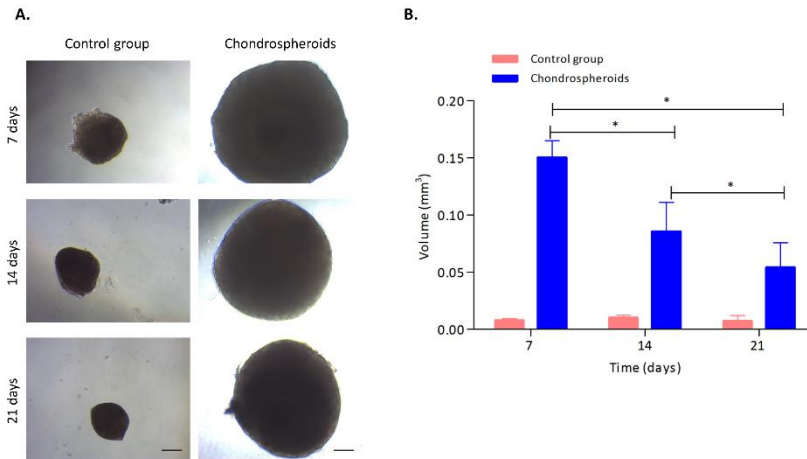 A.
Control group
Chondrospheroids
7 days
14 days
21 days
B.
Control group
Chondrospheroids
*
*
*
0.20
0.15
0.10
0.05
0.00
Volume (mm³)
7
14
21
Time (days)